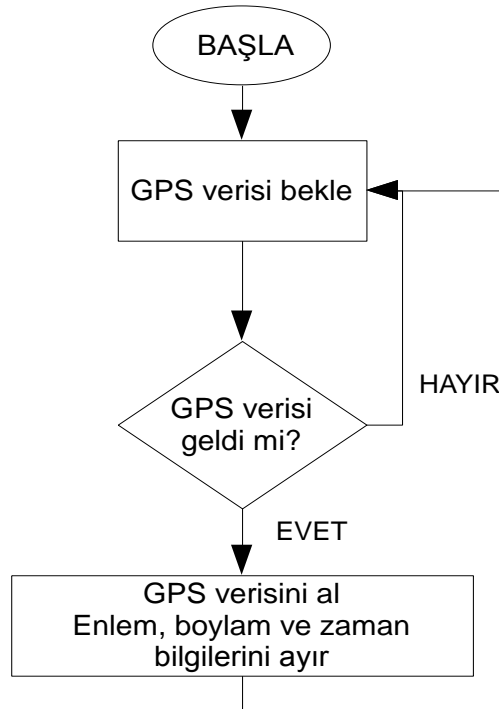 BAŞLA
GPS verisi bekle
GPS verisi
geldi mi?
HAYIR
EVET
GPS verisini al
Enlem, boylam ve zaman
bilgilerini ayır